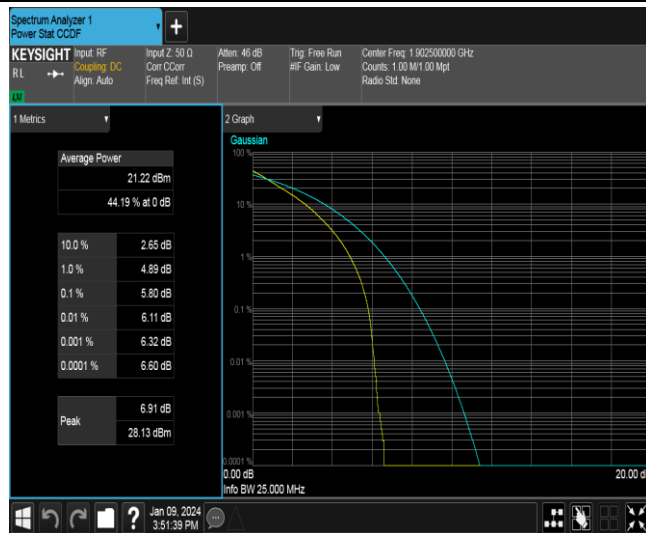 Spectrum Analyzer 1
Power Stat CCDF
+
KEYSIGHT
RL
LV
Input: RF
Coupling: DC
Align: Auto
Input Z: 50 Ω
Corr CCorr
Freq Ref: Int (S)
Atten: 46 dB
Preamp: Off
Trig: Free Run
#IF Gain: Low
Center Freq: 1.902500000 GHz
Counts: 1.00 M/1.00 Mpt
Radio Std: None
1 Metrics
Average Power
21.22 dBm
44.19 % at 0 dB
10.0 % 2.65 dB
1.0 % 4.89 dB
0.1 % 5.80 dB
0.01 % 6.11 dB
0.001 % 6.32 dB
0.0001 % 6.60 dB
Peak
6.91 dB
28.13 dBm
2 Graph
Gaussian
100 %
10 %
1 %
0.1 %
0.01 %
0.001 %
0.0001 %
0.00 dB
20.00 d
Info BW 25.000 MHz
?
Jan 09, 2024
3:51:39 PM